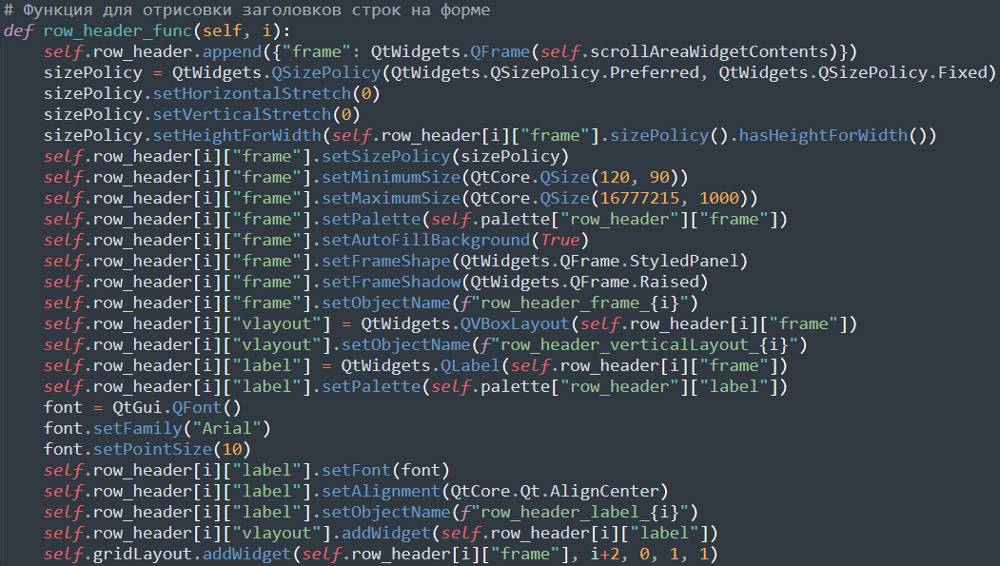 # Функция для отрисовки заголовков строк на форме
def row_header_func(self, i):
    self.row_header.append({"frame": QtWidgets.QFrame(self.scrollAreaWidgetContents)})
    sizePolicy = QtWidgets.QSizePolicy(QtWidgets.QSizePolicy.Preferred, QtWidgets.QSizePolicy.Fixed)
    sizePolicy.setHorizontalStretch(0)
    sizePolicy.setVerticalStretch(0)
    sizePolicy.setHeightForWidth(self.row_header[i]["frame"].sizePolicy().hasHeightForWidth())
    self.row_header[i]["frame"].setSizePolicy(sizePolicy)
    self.row_header[i]["frame"].setMinimumSize(QtCore.QSize(120, 90))
    self.row_header[i]["frame"].setMaximumSize(QtCore.QSize(16777215, 1000))
    self.row_header[i]["frame"].setPalette(self.palette["row_header"]["frame"])
    self.row_header[i]["frame"].setAutoFillBackground(True)
    self.row_header[i]["frame"].setFrameShape(QtWidgets.QFrame.StyledPanel)
    self.row_header[i]["frame"].setFrameShadow(QtWidgets.QFrame.Raised)
    self.row_header[i]["frame"].setObjectName(f"row_header_frame_{i}")
    self.row_header[i]["vlayout"] = QtWidgets.QVBoxLayout(self.row_header[i]["frame"])
    self.row_header[i]["vlayout"].setObjectName(f"row_header_verticalLayout_{i}")
    self.row_header[i]["label"] = QtWidgets.QLabel(self.row_header[i]["frame"])
    self.row_header[i]["label"].setPalette(self.palette["row_header"]["label"])
    font = QtGui.QFont()
    font.setFamily("Arial")
    font.setPointSize(10)
    self.row_header[i]["label"].setFont(font)
    self.row_header[i]["label"].setAlignment(QtCore.Qt.AlignCenter)
    self.row_header[i]["label"].setObjectName(f"row_header_label_{i}")
    self.row_header[i]["vlayout"].addWidget(self.row_header[i]["label"])
    self.gridLayout.addWidget(self.row_header[i]["frame"], i+2, 0, 1, 1)